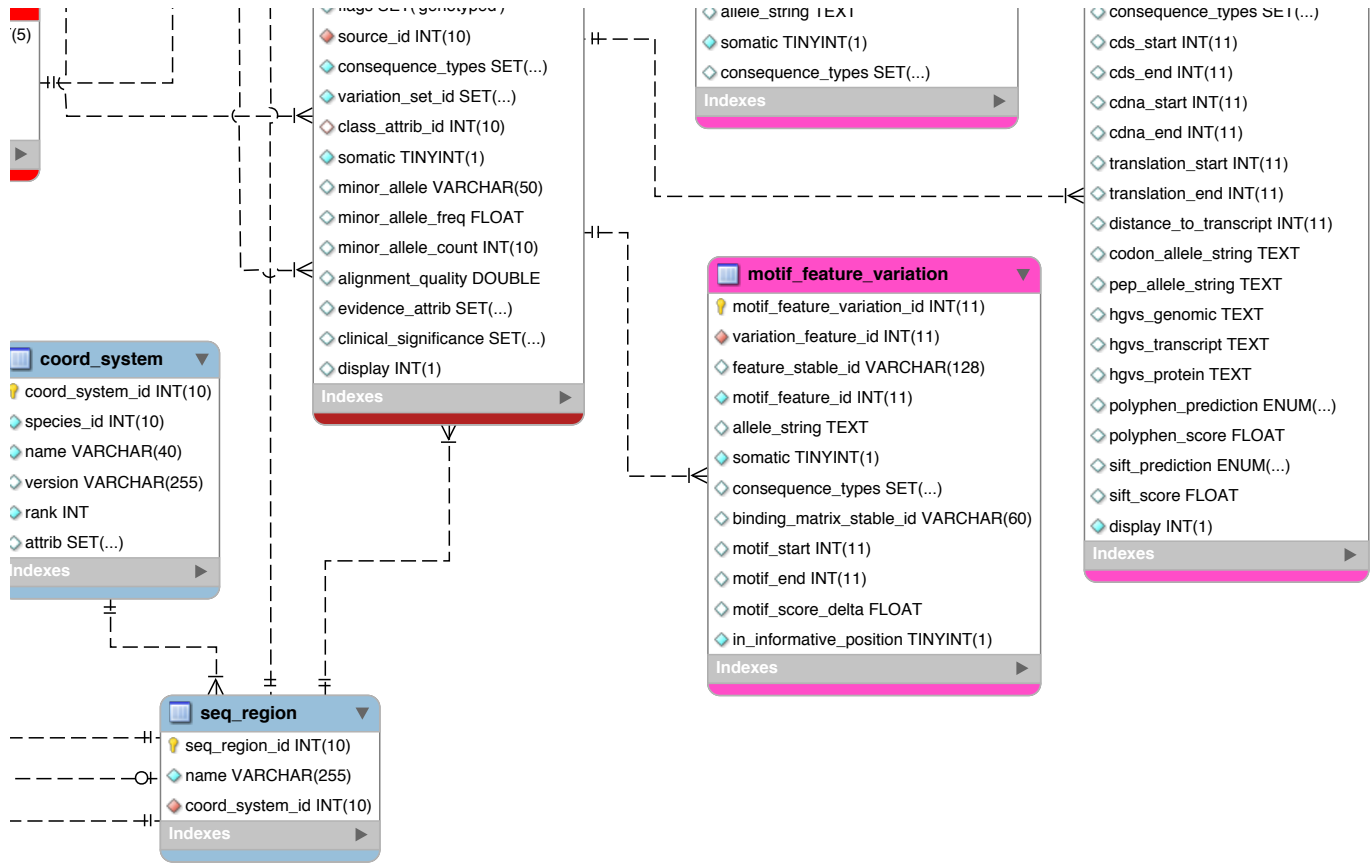 (5)
flags SET('genotyped')
source_id INT(10)
consequence_types SET(...)
variation_set_id SET(...)
class_attrib_id INT(10)
somatic TINYINT(1)
minor_allele VARCHAR(50)
minor_allele_freq FLOAT
minor_allele_count INT(10)
alignment_quality DOUBLE
evidence_attrib SET(...)
clinical_significance SET(...)
display INT(1)
Indexes
allele_string TEXT
somatic TINYINT(1)
consequence_types SET(...)
Indexes
consequence_types SET(...)
cds_start INT(11)
cds_end INT(11)
cdna_start INT(11)
cdna_end INT(11)
translation_start INT(11)
translation_end INT(11)
distance_to_transcript INT(11)
codon_allele_string TEXT
pep_allele_string TEXT
hgvs_genomic TEXT
hgvs_transcript TEXT
hgvs_protein TEXT
polyphen_prediction ENUM(...)
polyphen_score FLOAT
sift_prediction ENUM(...)
sift_score FLOAT
display INT(1)
Indexes
motif_feature_variation
motif_feature_variation_id INT(11)
variation_feature_id INT(11)
feature_stable_id VARCHAR(128)
motif_feature_id INT(11)
allele_string TEXT
somatic TINYINT(1)
consequence_types SET(...)
binding_matrix_stable_id VARCHAR(60)
motif_start INT(11)
motif_end INT(11)
motif_score_delta FLOAT
in_informative_position TINYINT(1)
Indexes
coord_system
coord_system_id INT(10)
species_id INT(10)
name VARCHAR(40)
version VARCHAR(255)
rank INT
attrib SET(...)
Indexes
seq_region
seq_region_id INT(10)
name VARCHAR(255)
coord_system_id INT(10)
Indexes